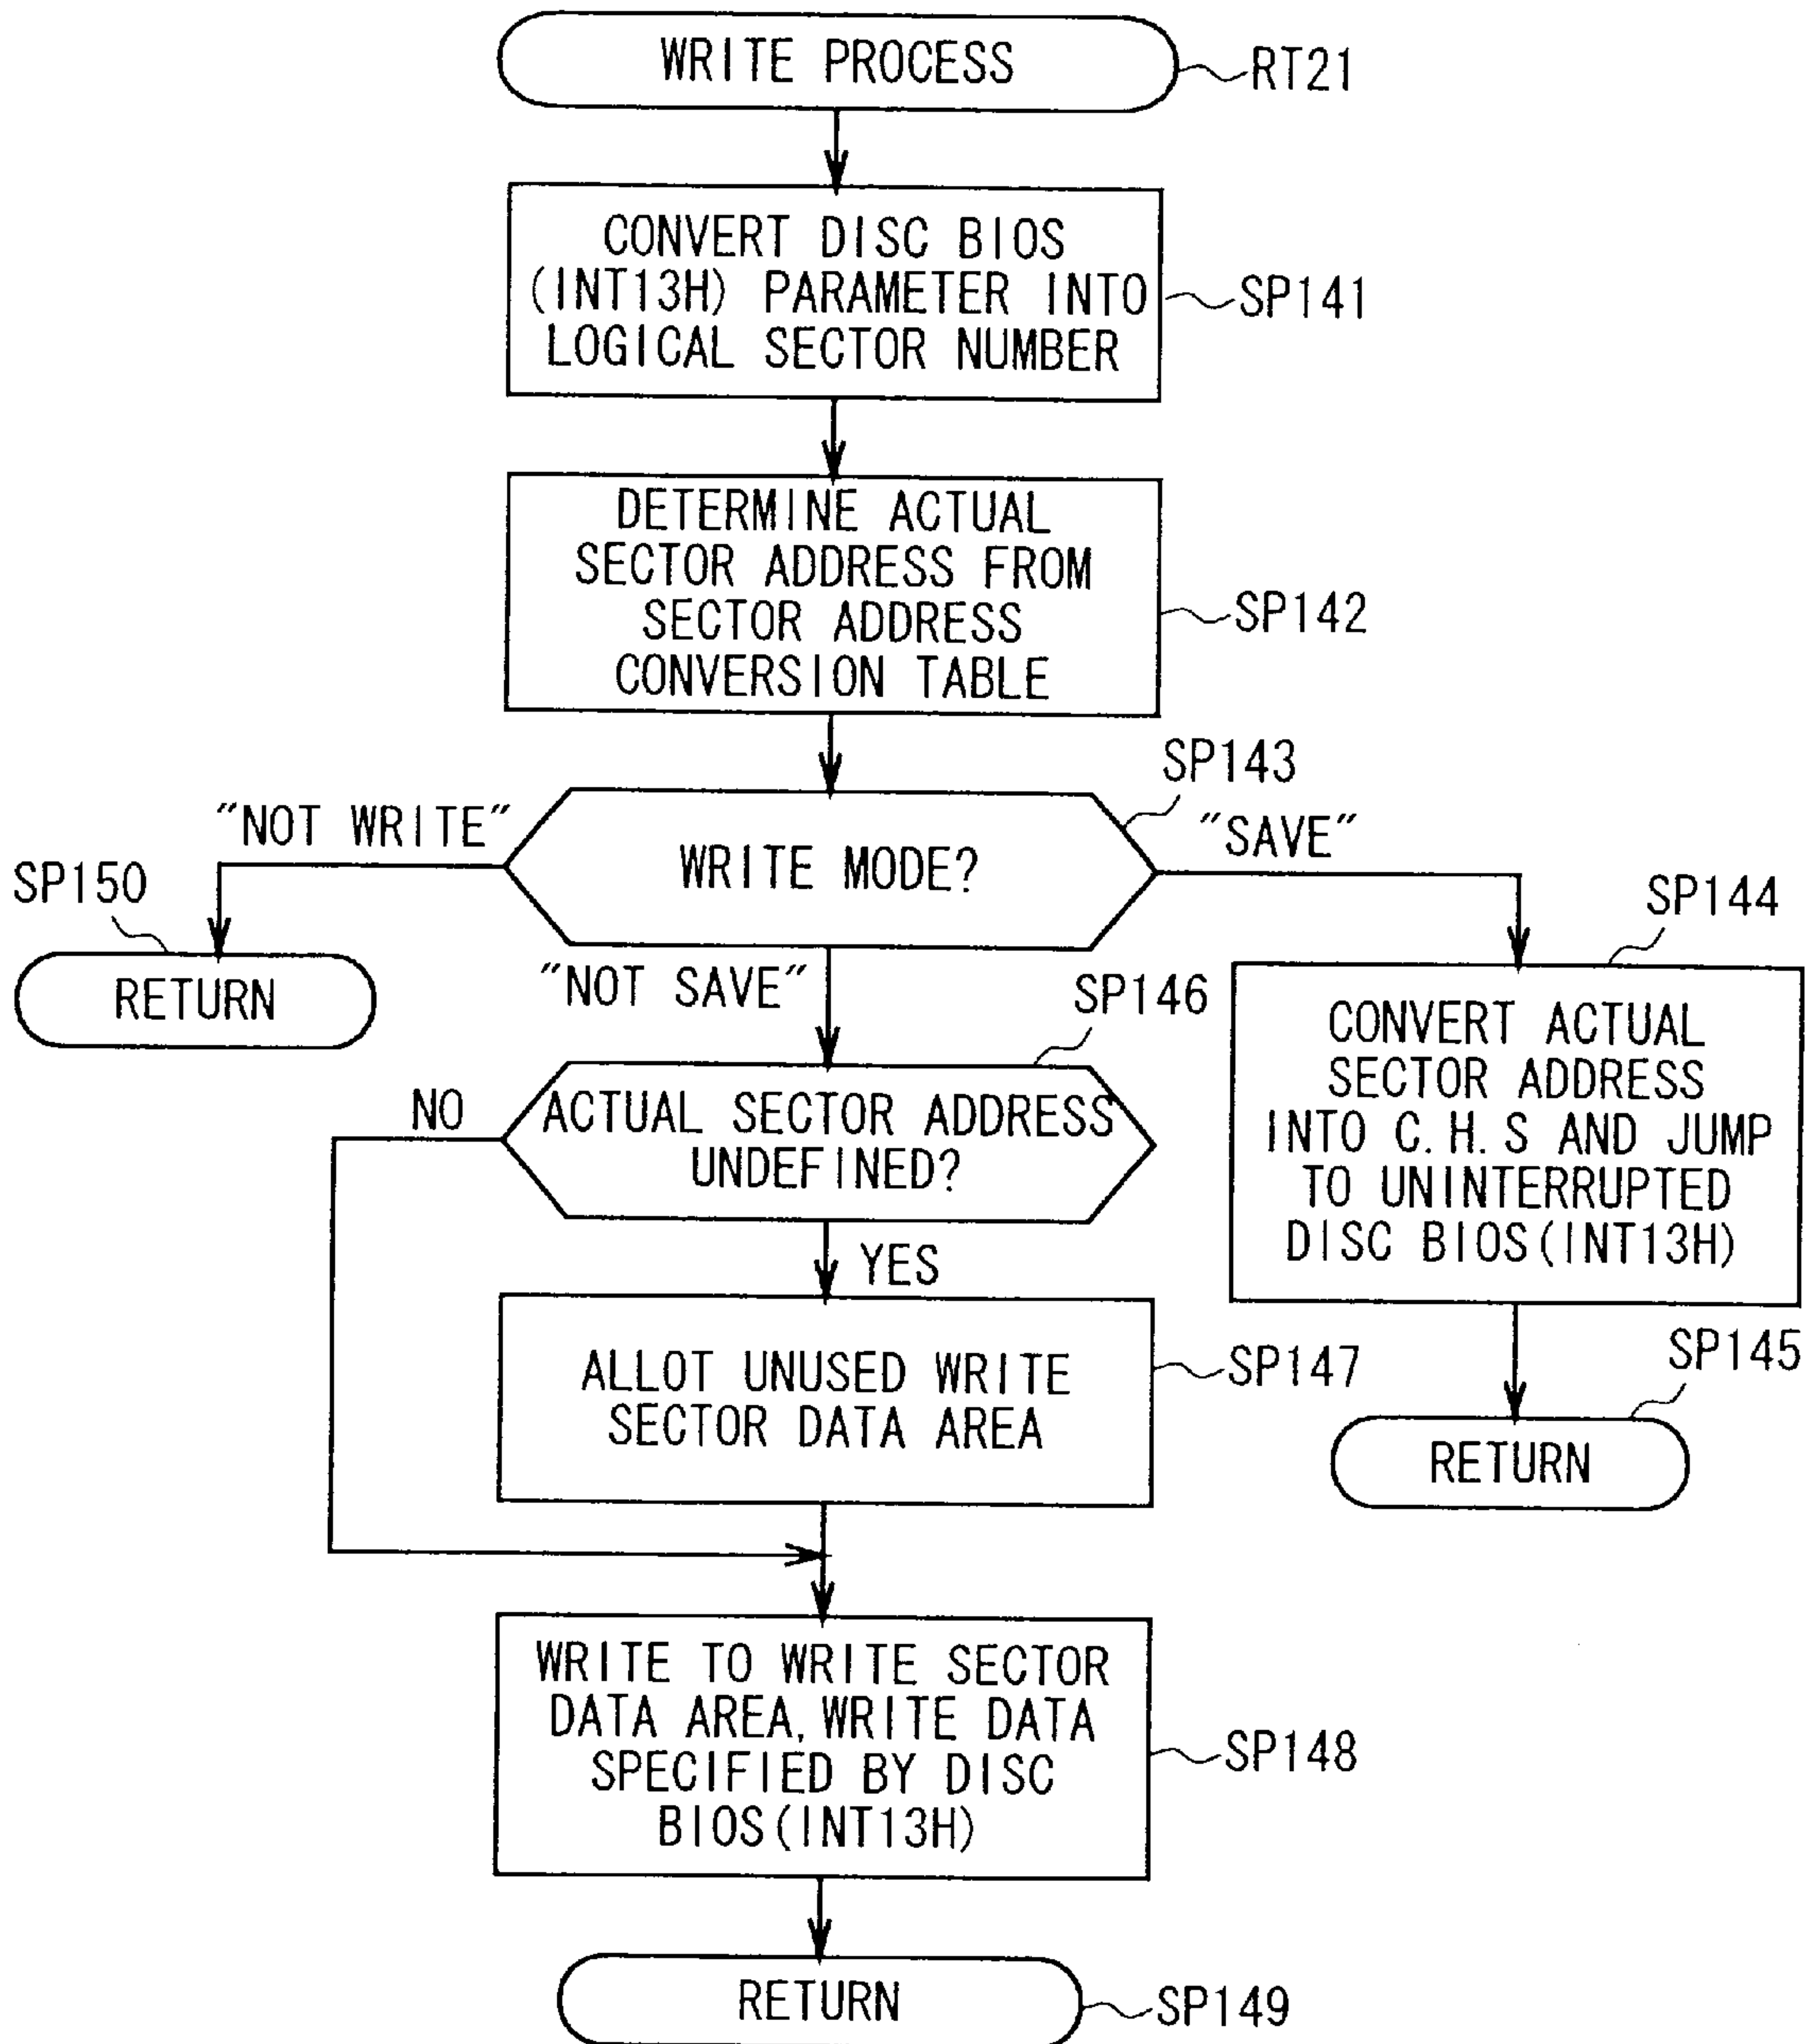 WRITE PROCESS
RT21
CONVERT DISC BIOS
(INT13H) PARAMETER INTO
LOGICAL SECTOR NUMBER
SP141
DETERMINE ACTUAL
SECTOR ADDRESS FROM
SECTOR ADDRESS
CONVERSION TABLE
SP142
SP143
"NOT WRITE"
WRITE MODE?
"SAVE"
SP150
RETURN
"NOT SAVE"
SP144
CONVERT ACTUAL
SECTOR ADDRESS
INTO C.H.S AND JUMP
TO UNINTERRUPTED
DISC BIOS(INT13H)
SP145
RETURN
SP146
NO
ACTUAL SECTOR ADDRESS
UNDEFINED?
YES
ALLOT UNUSED WRITE
SECTOR DATA AREA
SP147
WRITE TO WRITE SECTOR
DATA AREA, WRITE DATA
SPECIFIED BY DISC
BIOS(INT13H)
SP148
RETURN
SP149